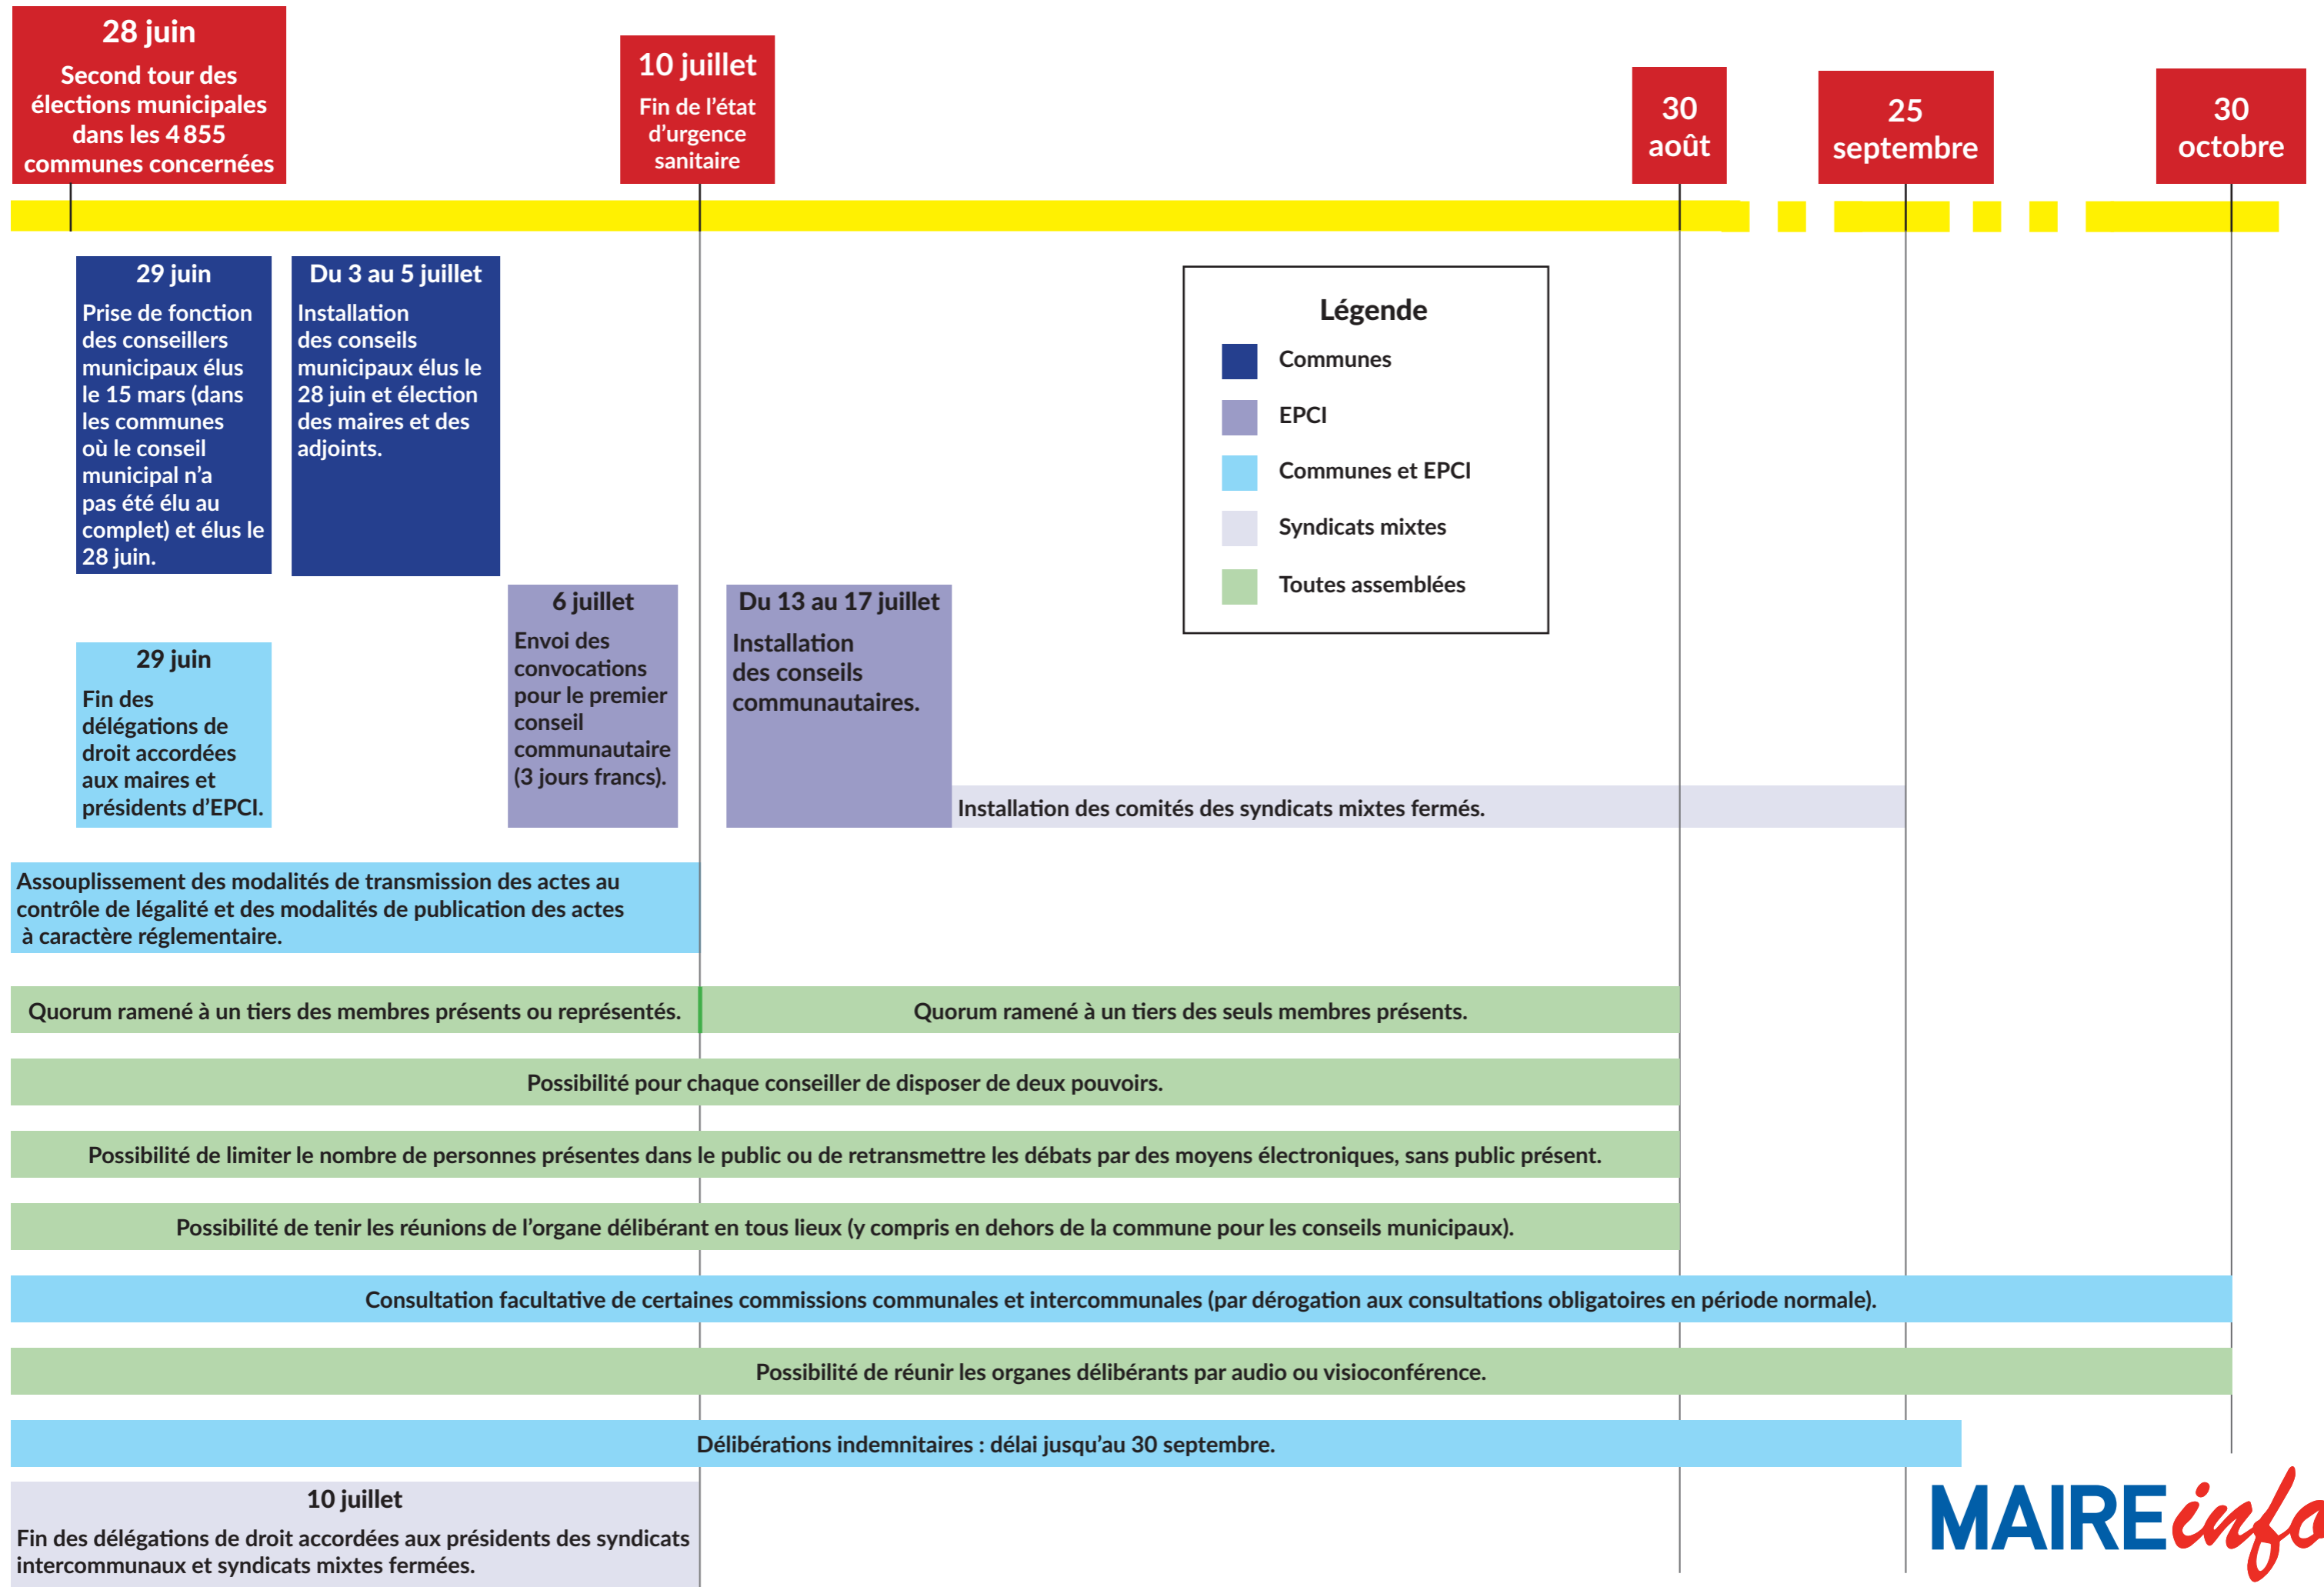 28 juin
Second tour des
élections municipales
dans les 4 855
communes concernées
10 juillet
Fin de l’état
d’urgence
sanitaire
30
août
25
septembre
30
octobre
29 juin
Prise de fonction
des conseillers
municipaux élus
le 15 mars (dans
les communes
où le conseil
municipal n’a
pas été élu au
complet) et élus le
28 juin.
Du 3 au 5 juillet
Installation
des conseils
municipaux élus le
28 juin et élection
des maires et des
adjoints.
Légende
Communes
EPCI
Communes et EPCI
Syndicats mixtes
Toutes assemblées
29 juin
Fin des
délégations de
droit accordées
aux maires et
présidents d’EPCI.
6 juillet
Envoi des
convocations
pour le premier
conseil
communautaire
(3 jours francs).
Du 13 au 17 juillet
Installation
des conseils
communautaires.
Installation des comités des syndicats mixtes fermés.
Assouplissement des modalités de transmission des actes au
contrôle de légalité et des modalités de publication des actes
à caractère réglementaire.
Quorum ramené à un tiers des membres présents ou représentés.
Quorum ramené à un tiers des seuls membres présents.
Possibilité pour chaque conseiller de disposer de deux pouvoirs.
Possibilité de limiter le nombre de personnes présentes dans le public ou de retransmettre les débats par des moyens électroniques, sans public présent.
Possibilité de tenir les réunions de l’organe délibérant en tous lieux (y compris en dehors de la commune pour les conseils municipaux).
Consultation facultative de certaines commissions communales et intercommunales (par dérogation aux consultations obligatoires en période normale).
Possibilité de réunir les organes délibérants par audio ou visioconférence.
Délibérations indemnitaires : délai jusqu’au 30 septembre.
10 juillet
Fin des délégations de droit accordées aux présidents des syndicats
intercommunaux et syndicats mixtes fermées.
MAIREinfo